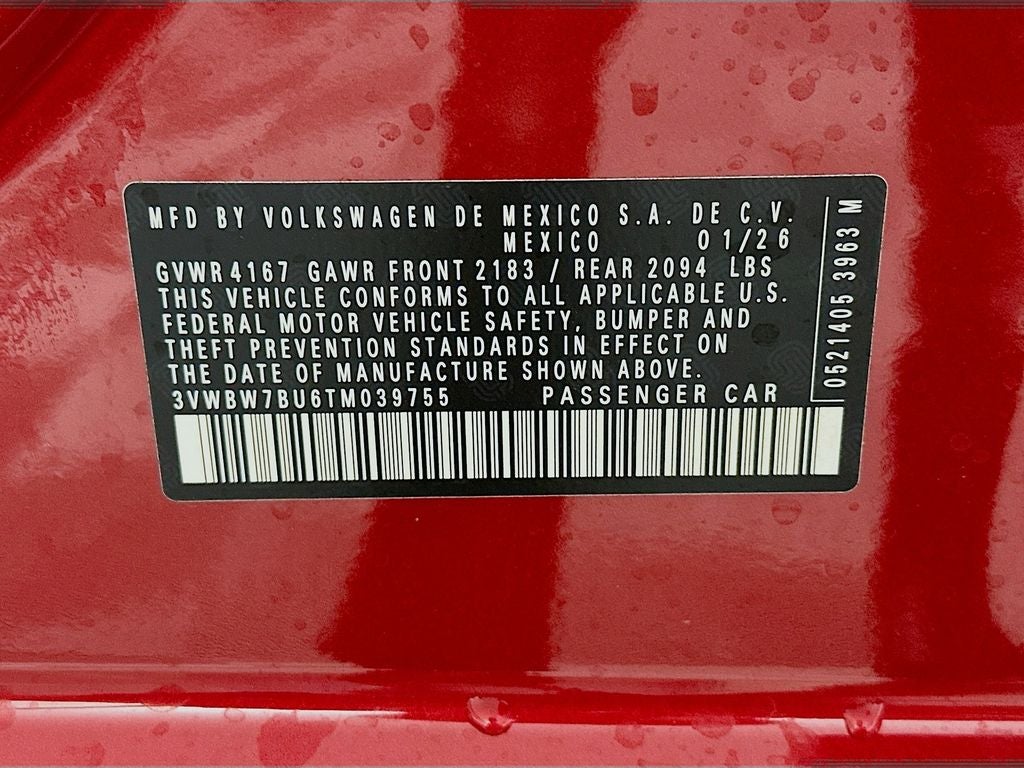 MFD BY VOLKSWAGEN DE MEXICO S.A. DE C.V.
MEXICO 01/26
GVWR 4167 GAWR FRONT 2183 / REAR 2094 LBS
THIS VEHICLE CONFORMS TO ALL APPLICABLE U.S.
FEDERAL MOTOR VEHICLE SAFETY, BUMPER AND
THEFT PREVENTION STANDARDS IN EFFECT ON
THE DATE OF MANUFACTURE SHOWN ABOVE.
3VWBW7BU6TM039755 PASSENGER CAR
0521405 3963 M